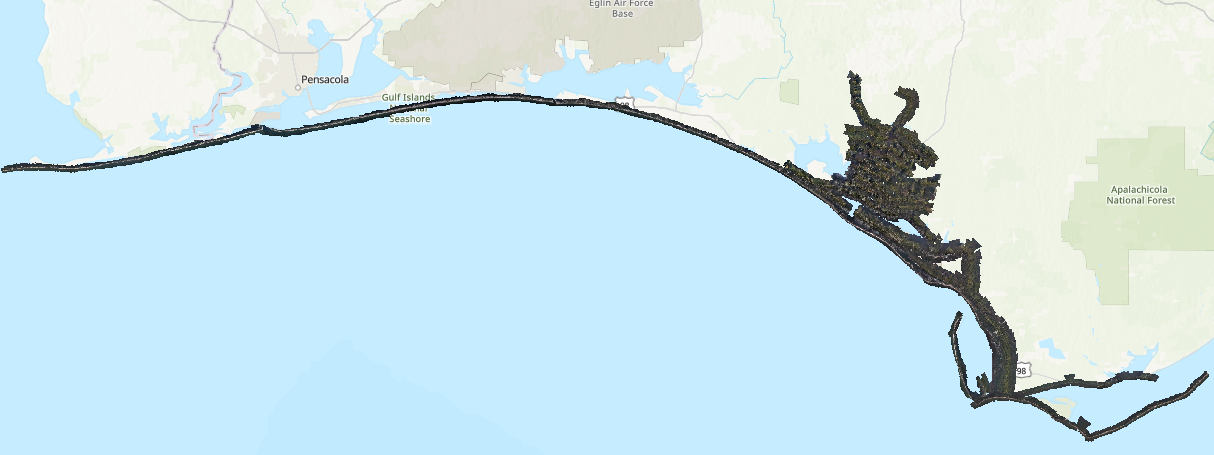 Eglin Air Force
Base
Pensacola
Gulf Islands
Seashore
98
Apalachicola
National Forest
98